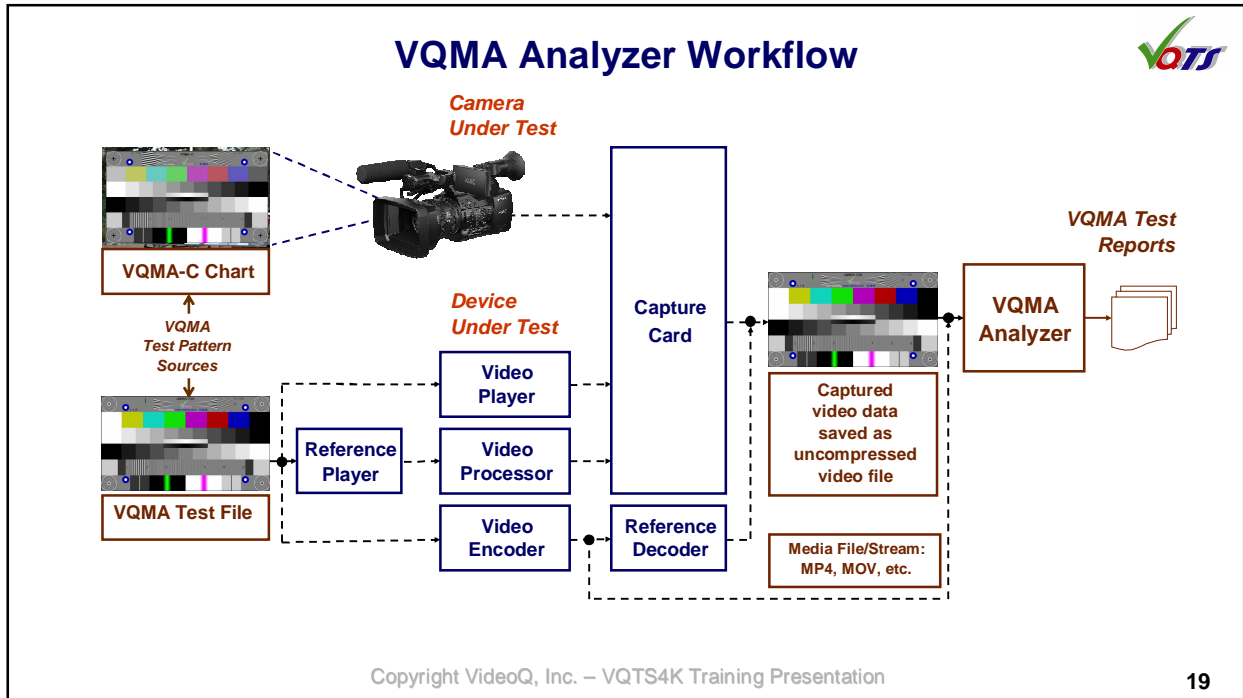 VQMA Analyzer Workflow
VQTS
Camera
Under Test
VQMA-C Chart
VQMA
Test Pattern
Sources
VQMA Test File
Device
Under Test
Reference
Player
Video
Player
Video
Processor
Video
Encoder
Capture
Card
Reference
Decoder
Captured
video data
saved as
uncompressed
video file
Media File/Stream:
MP4, MOV, etc.
VQMA Test
Reports
VQMA
Analyzer
Copyright VideoQ, Inc. – VQTS4K Training Presentation
19